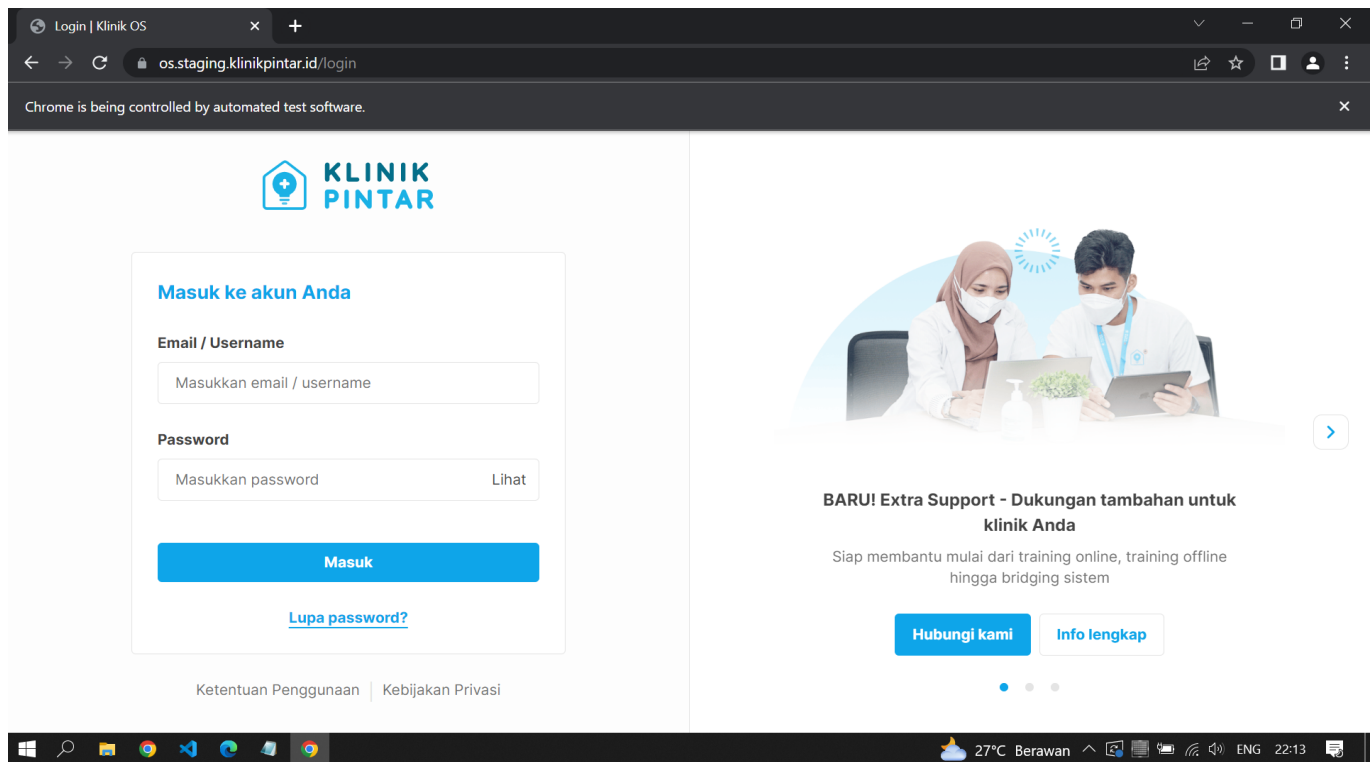 Login | Klinik OS
os.staging.klinikpintar.id/login
Chrome is being controlled by automated test software.
KLINIK
PINTAR
Masuk ke akun Anda
Email / Username
Masukkan email / username
Password
Masukkan password
Lihat
Masuk
Lupa password?
Ketentuan Penggunaan
Kebijakan Privasi
BARU! Extra Support - Dukungan tambahan untuk
klinik Anda
Siap membantu mulai dari training online, training offline
hingga bridging sistem
Hubungi kami
Info lengkap
27°C Berawan
ENG
22:13